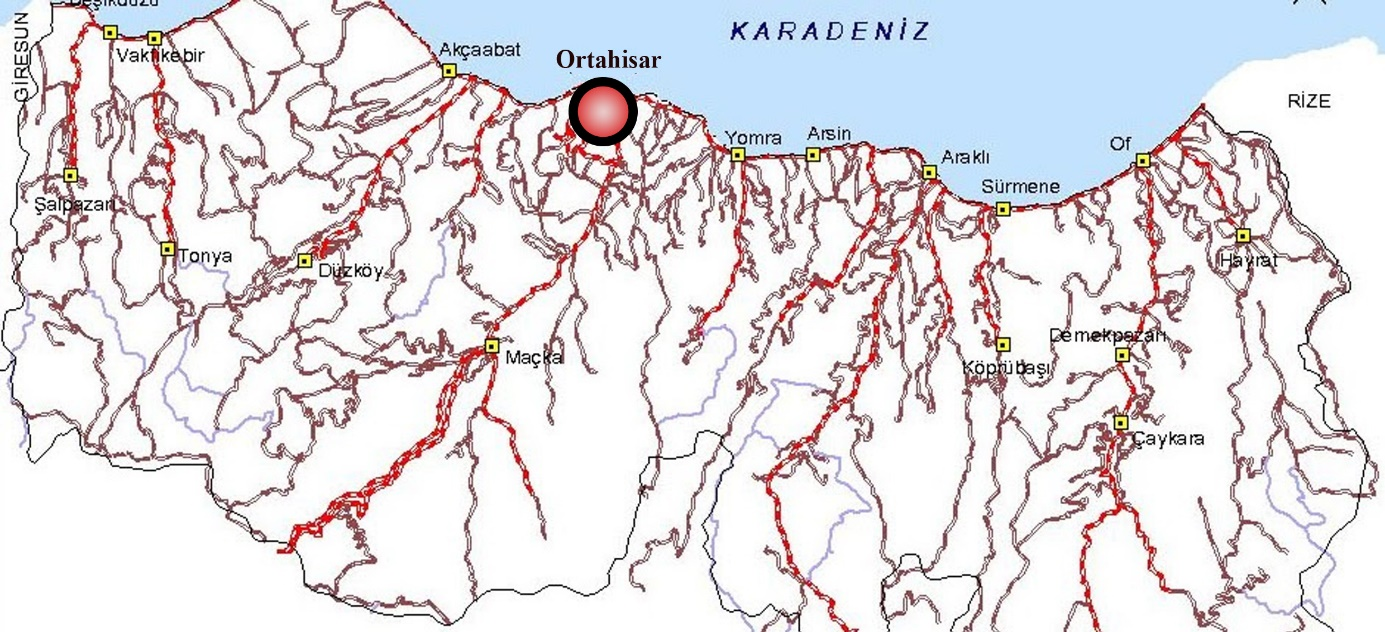 Beşikdüzü
KARADENİZ
GİRESUN
Vakfıkebir
Akçaabat
Ortahisar
RİZE
Yomra
Arsin
Araklı
Of
Sürmene
Şalpazarı
Tonya
Düzköy
Hayrat
Maçka
Köprübaşı
Dernekpazarı
Çaykara